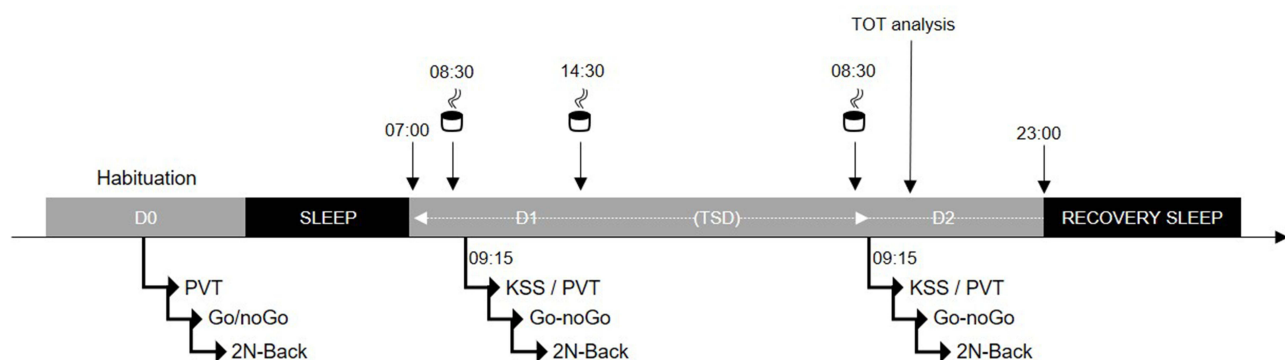 TOT analysis
08:30
14:30
08:30
07:00
23:00
Habituation
D0
SLEEP
D1
(TSD)
D2
RECOVERY SLEEP
09:15
09:15
PVT
KSS / PVT
KSS / PVT
Go/noGo
Go-noGo
Go-noGo
2N-Back
2N-Back
2N-Back